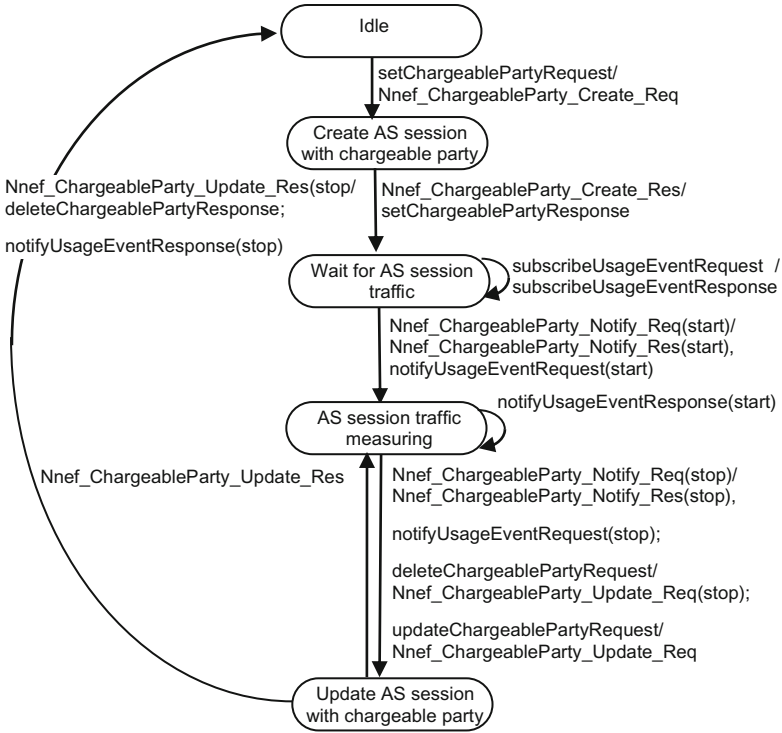 Idle
setChargeablePartyRequest/
Nnef_ChargeableParty_Create_Req
Create AS session
with chargeable party
Nnef_ChargeableParty_Update_Res(stop/
deleteChargeablePartyResponse;
notifyUsageEventResponse(stop)
Nnef_ChargeableParty_Create_Res/
setChargeablePartyResponse
Wait for AS session
traffic
subscribeUsageEventRequest /
subscribeUsageEventResponse
Nnef_ChargeableParty_Notify_Req(start)/
Nnef_ChargeableParty_Notify_Res(start),
notifyUsageEventRequest(start)
AS session traffic
measuring
notifyUsageEventResponse(start)
Nnef_ChargeableParty_Update_Res
Nnef_ChargeableParty_Notify_Req(stop)/
Nnef_ChargeableParty_Notify_Res(stop),
notifyUsageEventRequest(stop);
deleteChargeablePartyRequest/
Nnef_ChargeableParty_Update_Req(stop);
updateChargeablePartyRequest/
Nnef_ChargeableParty_Update_Req
Update AS session
with chargeable party